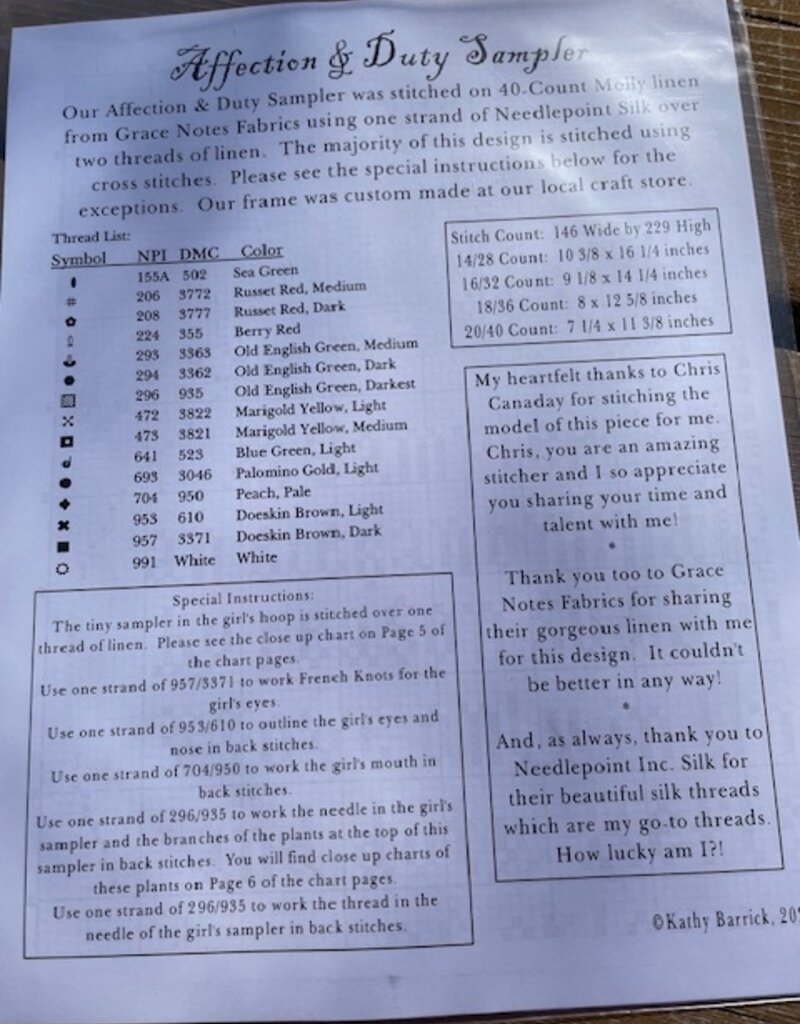 Affection & Duty Sampler
Our Affection & Duty Sampler was stitched on 40-Count Molly linen
from Grace Notes Fabrics using one strand of Needlepoint Silk over
two threads of linen. The majority of this design is stitched using
cross stitches. Please see the special instructions below for the
exceptions. Our frame was custom made at our local craft store.
Thread List:
Symbol NPI DMC Color
155A 502 Sea Green
206 3772 Russet Red, Medium
208 3777 Russet Red, Dark
224 355 Berry Red
293 3363 Old English Green, Medium
294 3362 Old English Green, Dark
296 935 Old English Green, Darkest
472 3822 Marigold Yellow, Light
473 3821 Marigold Yellow, Medium
641 523 Blue Green, Light
693 3046 Palomino Gold, Light
704 950 Peach, Pale
953 610 Doeskin Brown, Light
957 3371 Doeskin Brown, Dark
991 White White
Stitch Count: 146 Wide by 229 High
14/28 Count: 10 3/8 x 16 1/4 inches
16/32 Count: 9 1/8 x 14 1/4 inches
18/36 Count: 8 x 12 5/8 inches
20/40 Count: 7 1/4 x 11 3/8 inches
My heartfelt thanks to Chris
Canaday for stitching the
model of this piece for me.
Chris, you are an amazing
stitcher and I so appreciate
you sharing your time and
talent with me!
*
Thank you too to Grace
Notes Fabrics for sharing
their gorgeous linen with me
for this design. It couldn't
be better in any way!
*
And, as always, thank you to
Needlepoint Inc. Silk for
their beautiful silk threads
which are my go-to threads.
How lucky am I?!
Special Instructions:
The tiny sampler in the girl's hoop is stitched over one
thread of linen. Please see the close up chart on Page 5 of
the chart pages.
Use one strand of 957/3371 to work French Knots for the
girl's eyes.
Use one strand of 953/610 to outline the girl's eyes and
nose in back stitches.
Use one strand of 704/950 to work the girl's mouth in
back stitches.
Use one strand of 296/935 to work the needle in the girl's
sampler and the branches of the plants at the top of this
sampler in back stitches. You will find close up charts of
these plants on Page 6 of the chart pages.
Use one strand of 296/935 to work the thread in the
needle of the girl's sampler in back stitches.
©Kathy Barrick, 20